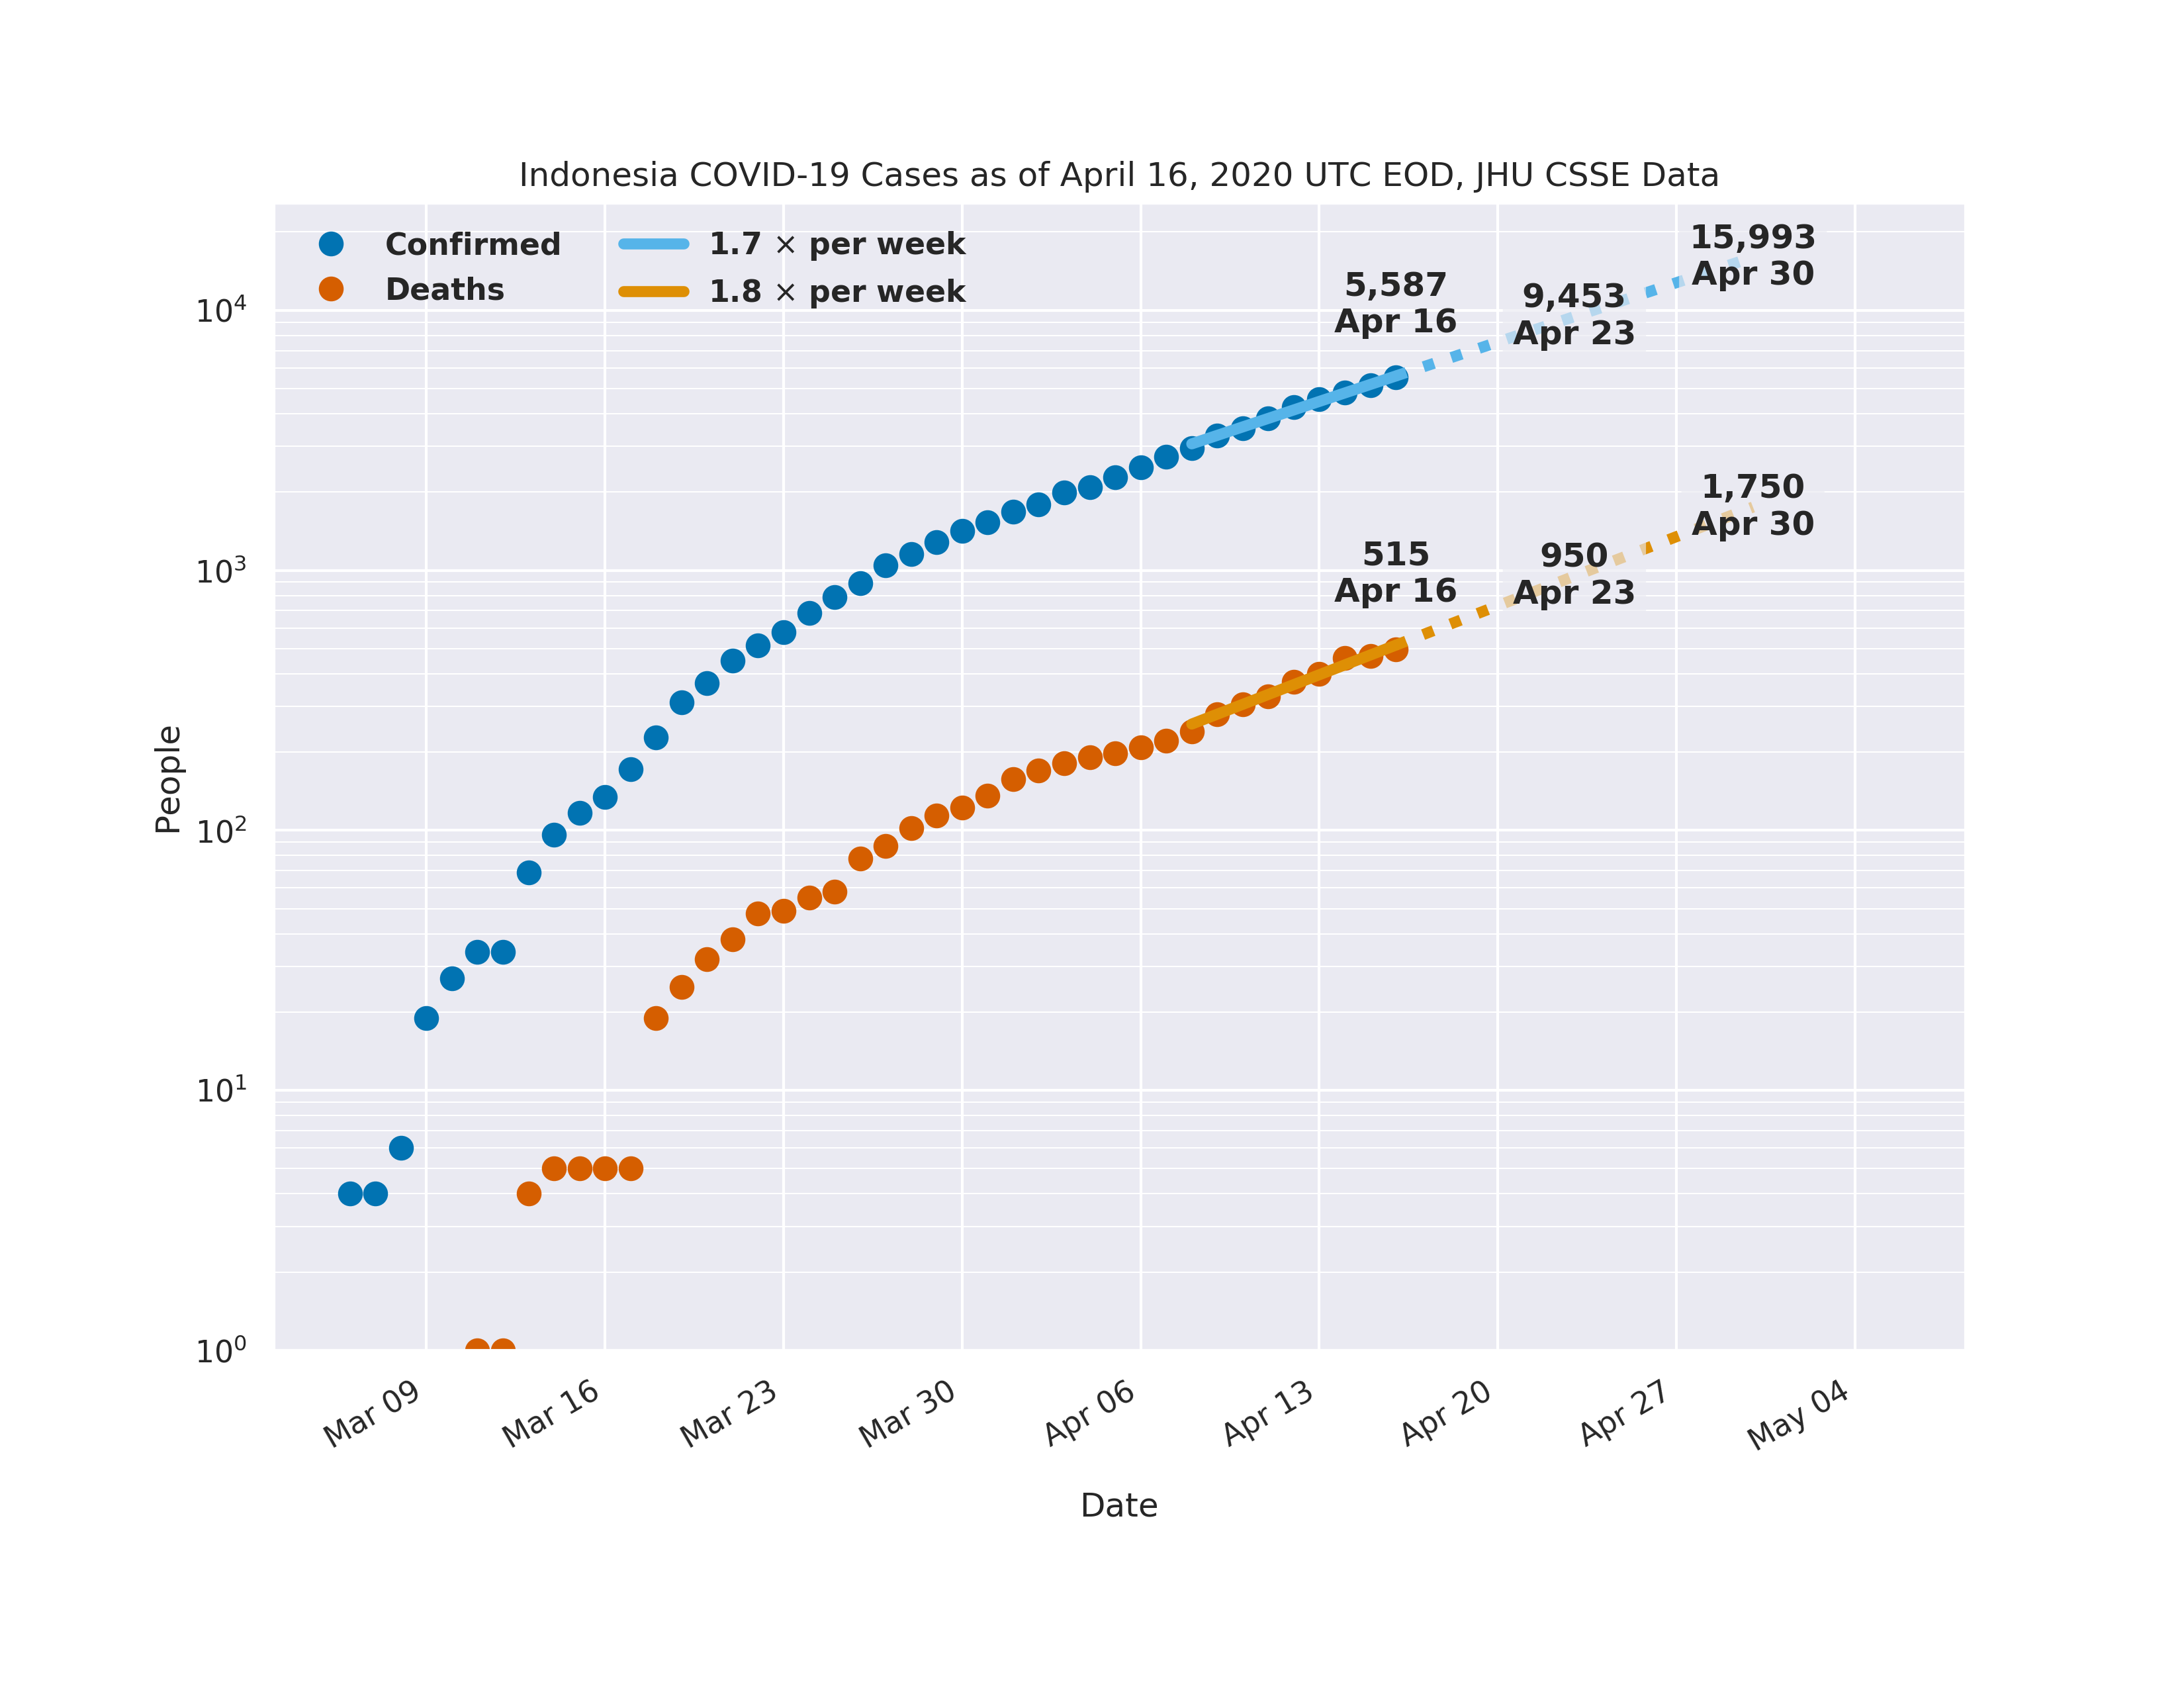 Indonesia COVID-19 Cases as of April 16, 2020 UTC EOD, JHU CSSE Data
Confirmed
Deaths
1.7 × per week
1.8 × per week
5,587
Apr 16
9,453
Apr 23
15,993
Apr 30
515
Apr 16
950
Apr 23
1,750
Apr 30
People
10⁴
10³
10²
10¹
10⁰
Mar 09
Mar 16
Mar 23
Mar 30
Apr 06
Apr 13
Apr 20
Apr 27
May 04
Date